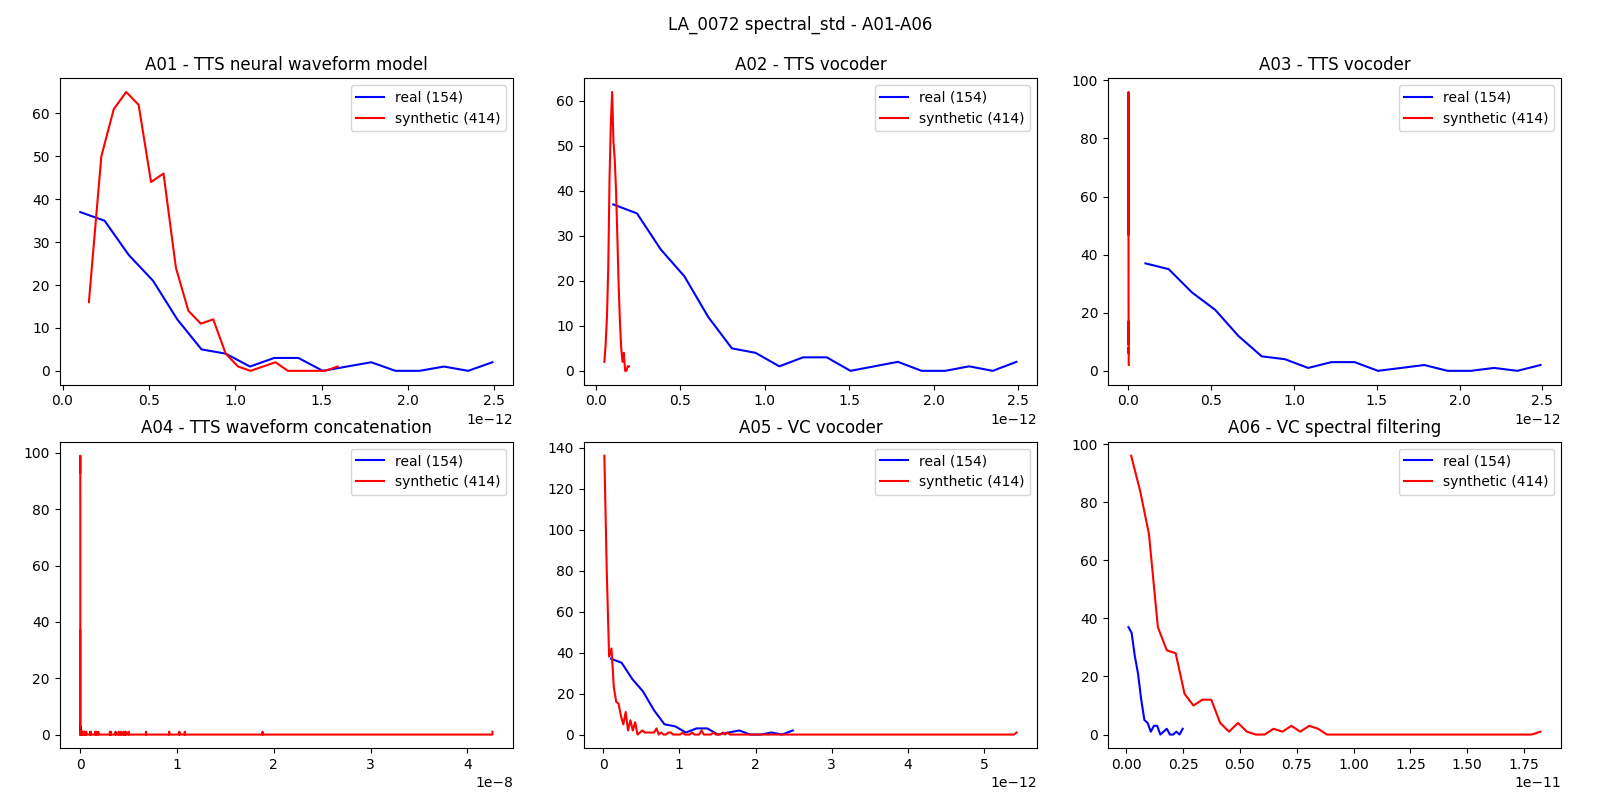 LA_0072 spectral_std - A01-A06
A01 - TTS neural waveform model
real (154)
synthetic (414)
60
50
40
30
20
10
0
0.0 0.5 1.0 1.5 2.0 2.5
1e−12
A02 - TTS vocoder
real (154)
synthetic (414)
60
50
40
30
20
10
0
0.0 0.5 1.0 1.5 2.0 2.5
1e−12
A03 - TTS vocoder
real (154)
synthetic (414)
100
80
60
40
20
0
0.0 0.5 1.0 1.5 2.0 2.5
1e−12
A04 - TTS waveform concatenation
real (154)
synthetic (414)
100
80
60
40
20
0
0 1 2 3 4
1e−8
A05 - VC vocoder
real (154)
synthetic (414)
140
120
100
80
60
40
20
0
0 1 2 3 4 5
1e−12
A06 - VC spectral filtering
real (154)
synthetic (414)
100
80
60
40
20
0
0.00 0.25 0.50 0.75 1.00 1.25 1.50 1.75
1e−11